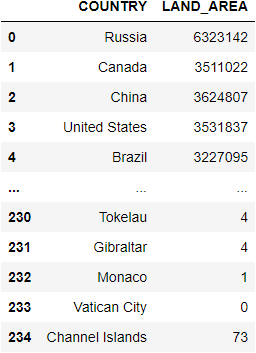 COUNTRY LAND_AREA
0 Russia 6323142
1 Canada 3511022
2 China 3624807
3 United States 3531837
4 Brazil 3227095
... ... ...
230 Tokelau 4
231 Gibraltar 4
232 Monaco 1
233 Vatican City 0
234 Channel Islands 73